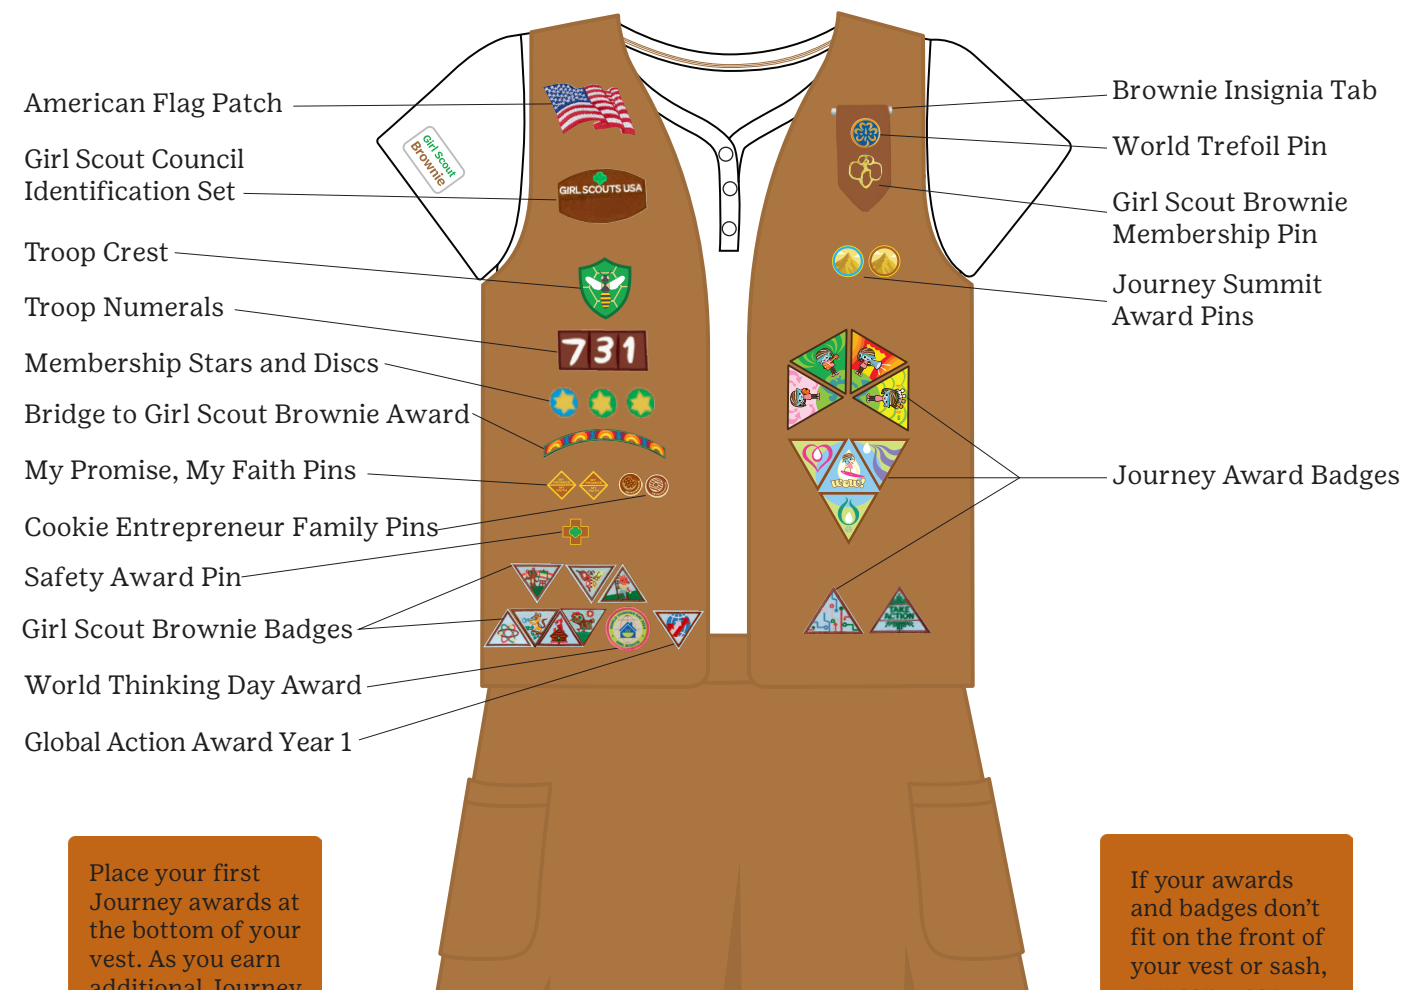 American Flag Patch
Girl Scout Council
Identification Set
Troop Crest
Troop Numerals
Membership Stars and Discs
Bridge to Girl Scout Brownie Award
My Promise, My Faith Pins
Cookie Entrepreneur Family Pins
Safety Award Pin
Girl Scout Brownie Badges
World Thinking Day Award
Global Action Award Year 1
Girl Scout
Brownie
GIRL SCOUTS USA
731
WOW!
TAKE
ACTION
Brownie Insignia Tab
World Trefoil Pin
Girl Scout Brownie
Membership Pin
Journey Summit
Award Pins
Journey Award Badges
Place your first
Journey awards at
the bottom of your
vest. As you earn
additional Journey
If your awards
and badges don’t
fit on the front of
your vest or sash,